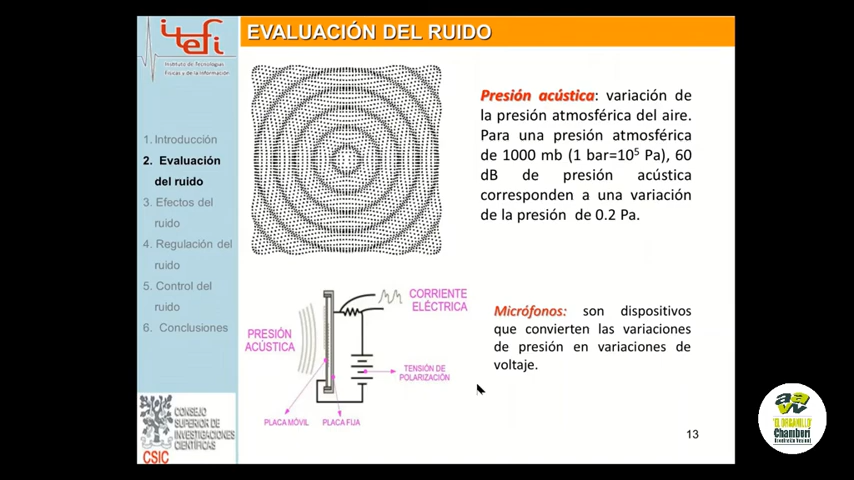 itefi
Instituto de Tecnologías
Físicas y de la Información
EVALUACIÓN DEL RUIDO
1. Introducción
2. Evaluación
del ruido
3. Efectos del
ruido
4. Regulación del
ruido
5. Control del
ruido
6. Conclusiones
Presión acústica: variación de
la presión atmosférica del aire.
Para una presión atmosférica
de 1000 mb (1 bar=10⁵ Pa), 60
dB de presión acústica
corresponden a una variación
de la presión de 0.2 Pa.
PRESIÓN
ACÚSTICA
CORRIENTE
ELÉCTRICA
TENSIÓN DE
POLARIZACIÓN
PLACA MÓVIL
PLACA FIJA
Micrófonos: son dispositivos
que convierten las variaciones
de presión en variaciones de
voltaje.
CSIC
CONSEJO
SUPERIOR DE
INVESTIGACIONES
CIENTÍFICAS
13
aavv
"EL ORGANILLO"
Chamberí